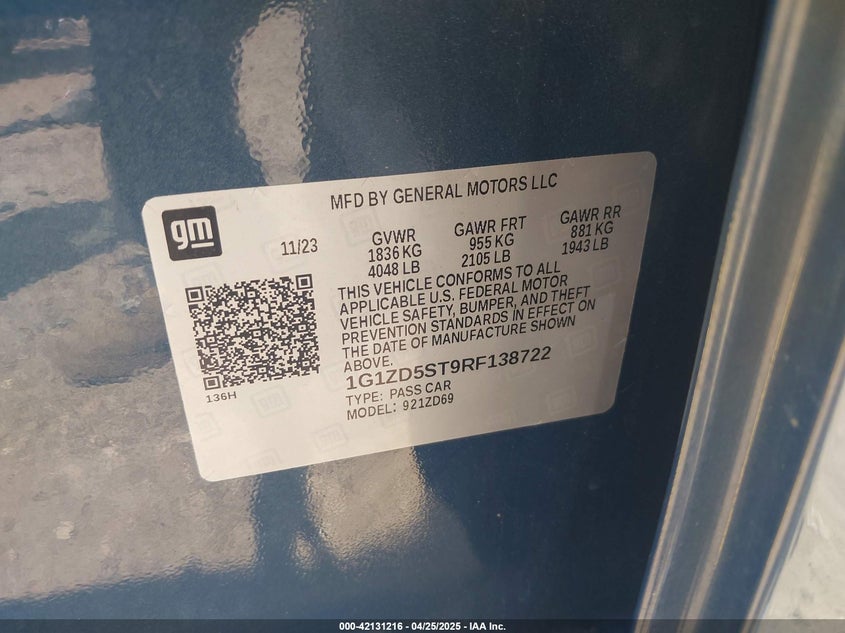 MFD BY GENERAL MOTORS LLC
gm
11/23
GVWR
1836 KG
4048 LB
GAWR FRT
955 KG
2105 LB
GAWR RR
881 KG
1943 LB
THIS VEHICLE CONFORMS TO ALL
APPLICABLE U.S. FEDERAL MOTOR
VEHICLE SAFETY, BUMPER, AND THEFT
PREVENTION STANDARDS IN EFFECT ON
THE DATE OF MANUFACTURE SHOWN
ABOVE.
1G1ZD5ST9RF138722
TYPE: PASS CAR
MODEL: 921ZD69
136H
000-42131216 - 04/25/2025 - IAA Inc.